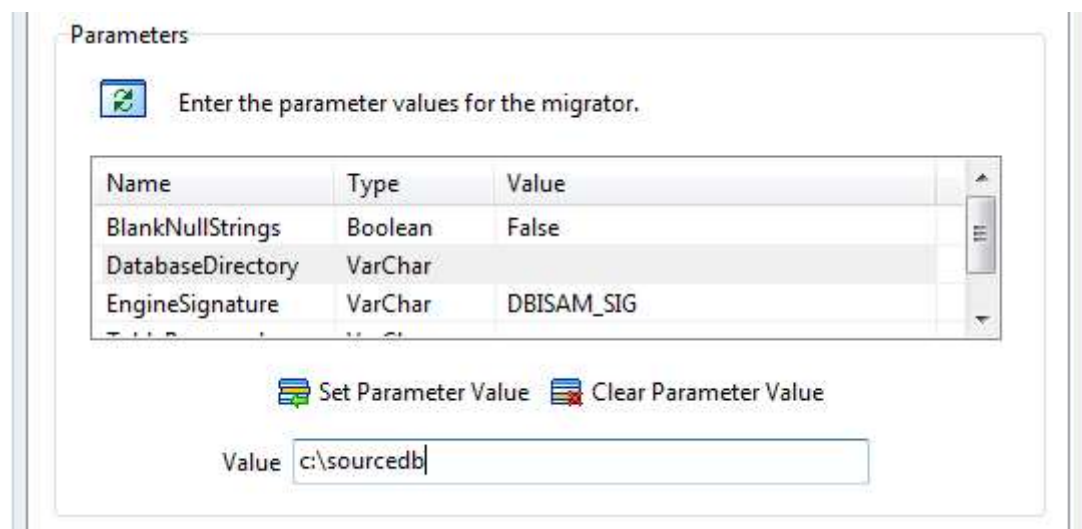 Parameters
Enter the parameter values for the migrator.
Name Type Value
BlankNullStrings Boolean False
DatabaseDirectory VarChar
EngineSignature VarChar DBISAM_SIG
Set Parameter Value Clear Parameter Value
Value c:\sourcedb